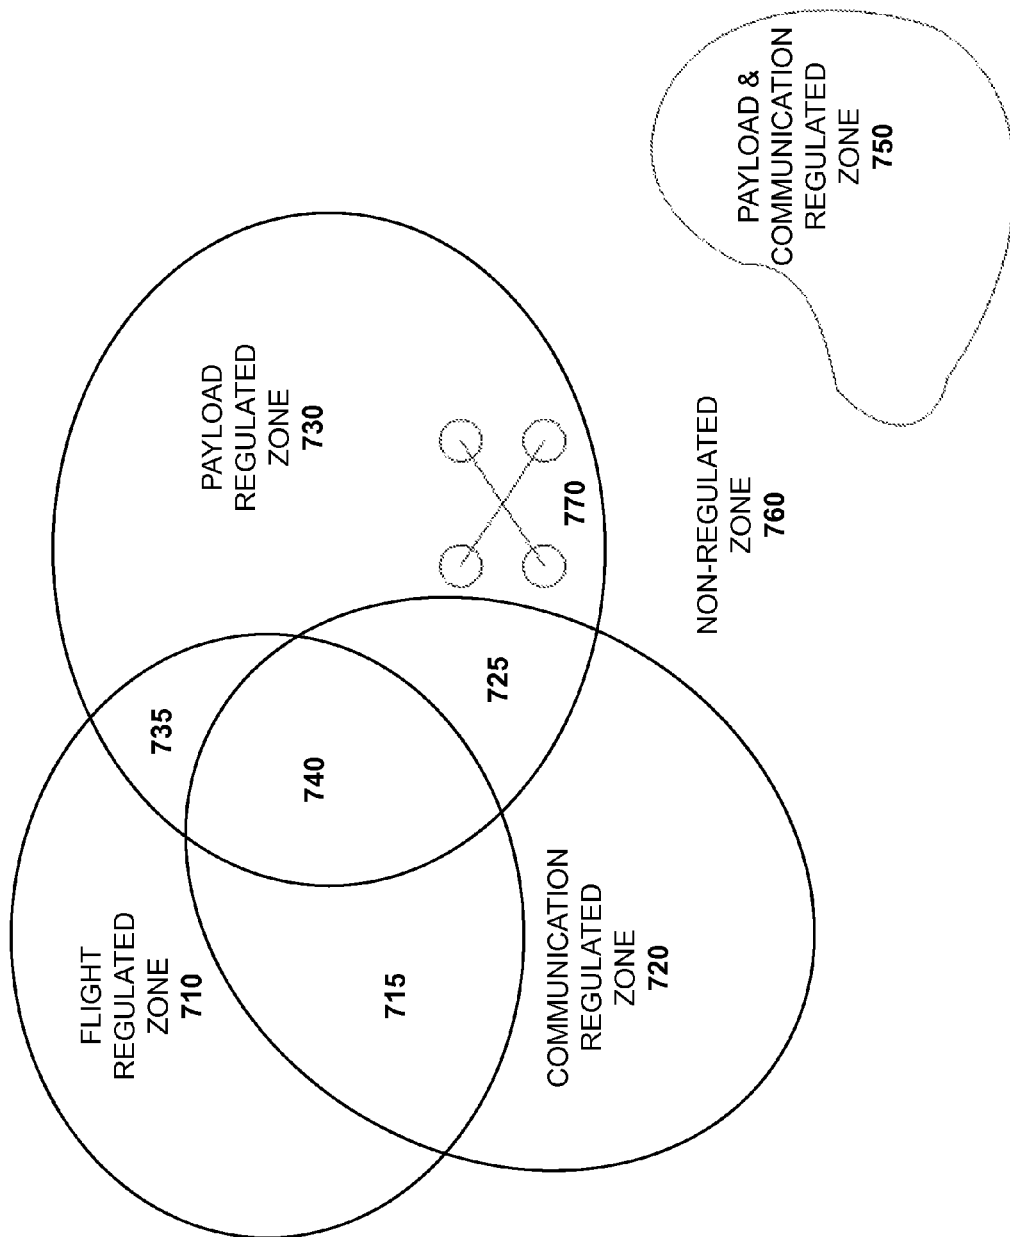 FLIGHT
REGULATED
ZONE
710
735
PAYLOAD
REGULATED
ZONE
730
740
715
725
770
COMMUNICATION
REGULATED
ZONE
720
NON-REGULATED
ZONE
760
PAYLOAD &
COMMUNICATION
REGULATED
ZONE
750